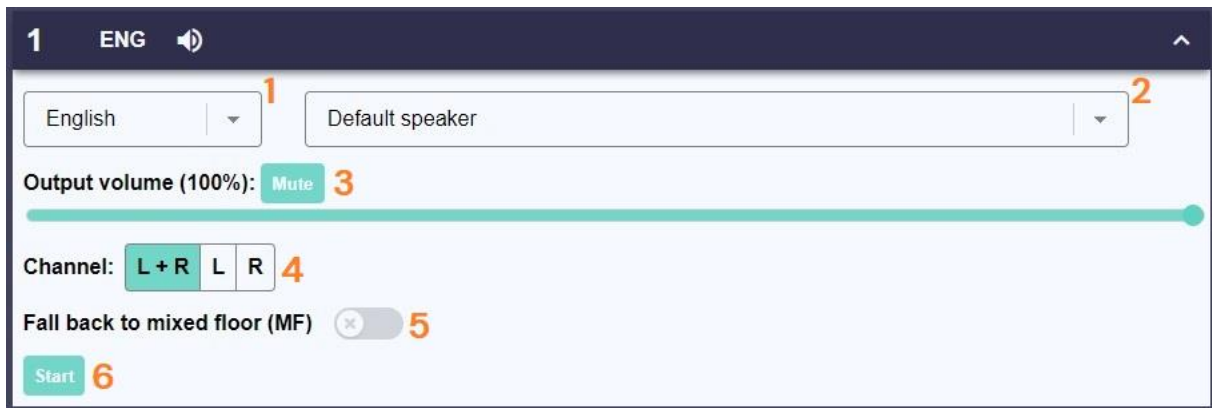 1 ENG
English 1 Default speaker 2
Output volume (100%): Mute 3
Channel: L + R L R 4
Fall back to mixed floor (MF) 5
Start 6